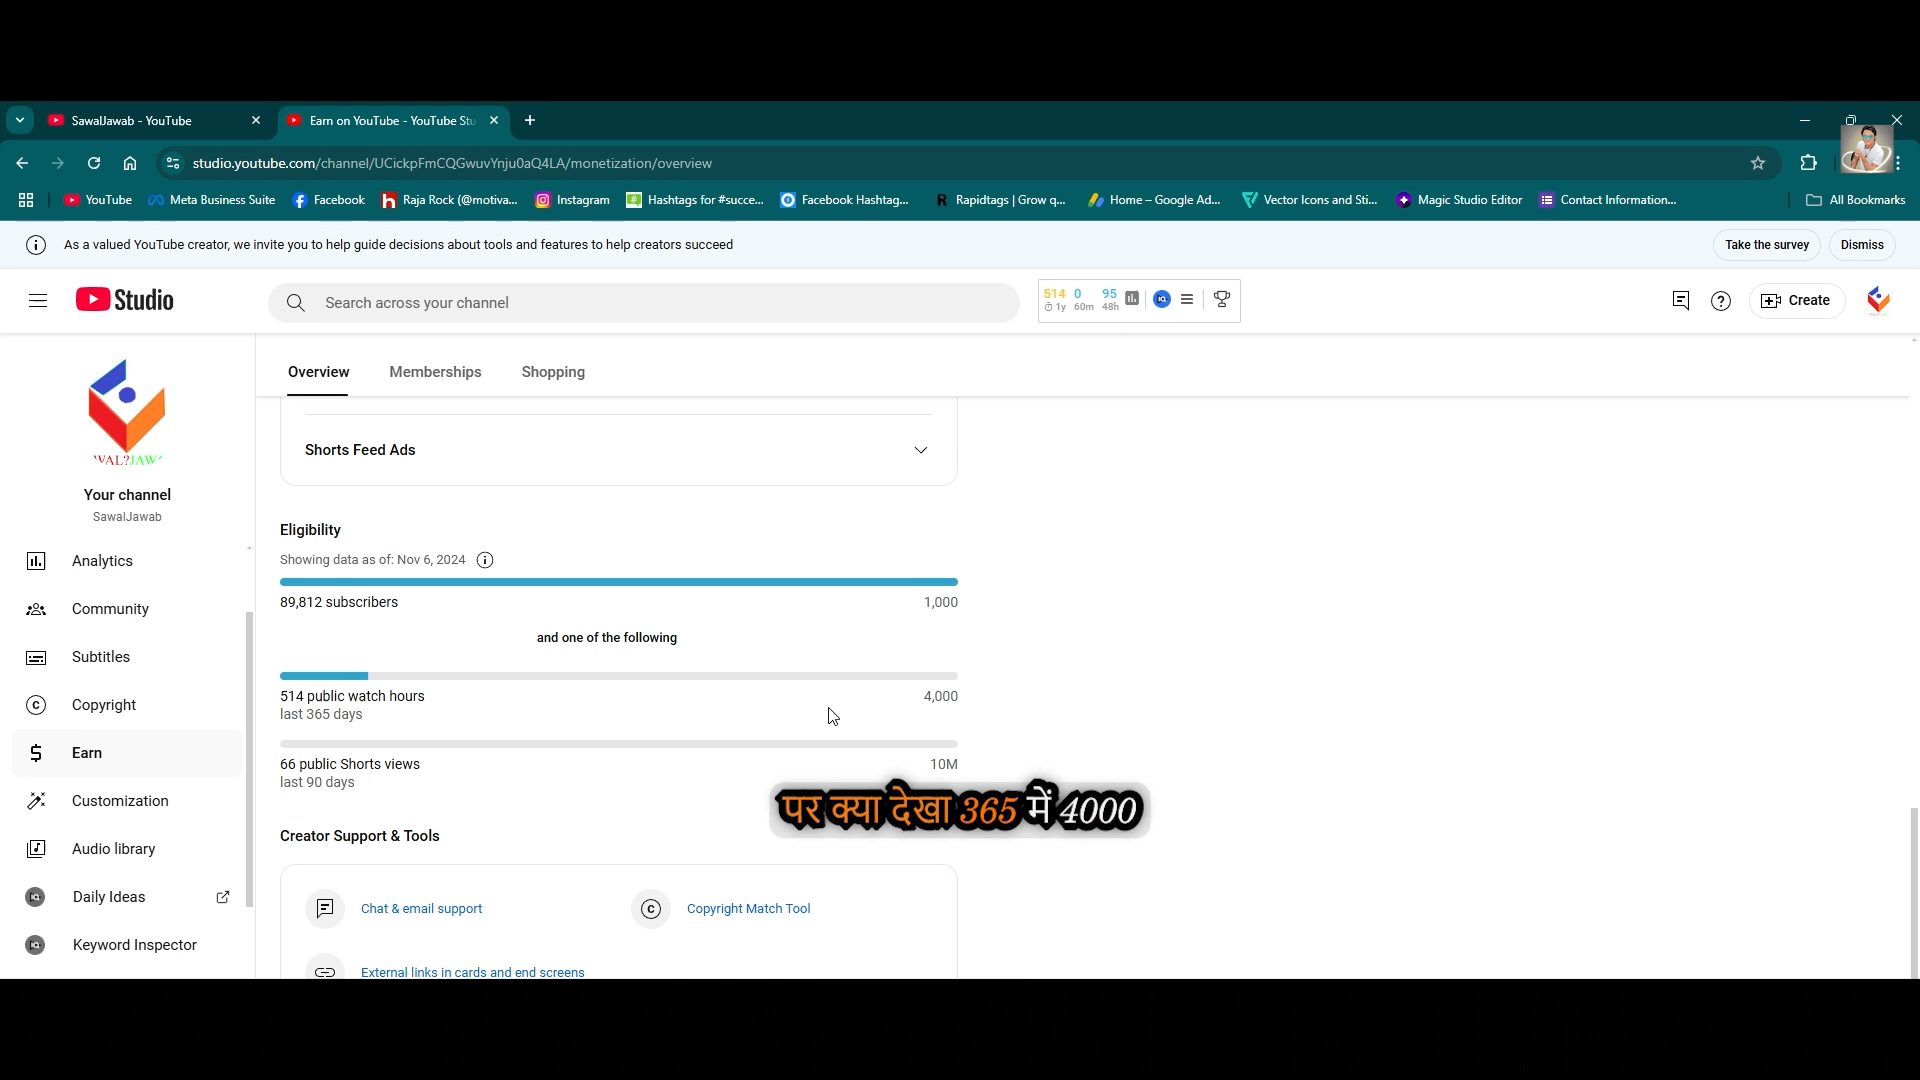 SawalJawab - YouTube
Earn on YouTube - YouTube Stu
studio.youtube.com/channel/UCickpFmCQGwuvYnju0aQ4LA/monetization/overview
YouTube Meta Business Suite Facebook Raja Rock (@motiva... Instagram Hashtags for #succe... Facebook Hashtag... Rapidtags | Grow q... Home – Google Ad... Vector Icons and Sti... Magic Studio Editor Contact Information... All Bookmarks
As a valued YouTube creator, we invite you to help guide decisions about tools and features to help creators succeed
Take the survey Dismiss
Studio
Search across your channel
514 0 95
1y 60m 48h
Create
Overview Memberships Shopping
WAL?JAW
Your channel
SawalJawab
Analytics
Community
Subtitles
Copyright
Earn
Customization
Audio library
Daily Ideas
Keyword Inspector
Shorts Feed Ads
Eligibility
Showing data as of: Nov 6, 2024
89,812 subscribers 1,000
and one of the following
514 public watch hours 4,000
last 365 days
66 public Shorts views 10M
last 90 days
पर क्या देखा 365 में 4000
Creator Support & Tools
Chat & email support Copyright Match Tool
External links in cards and end screens